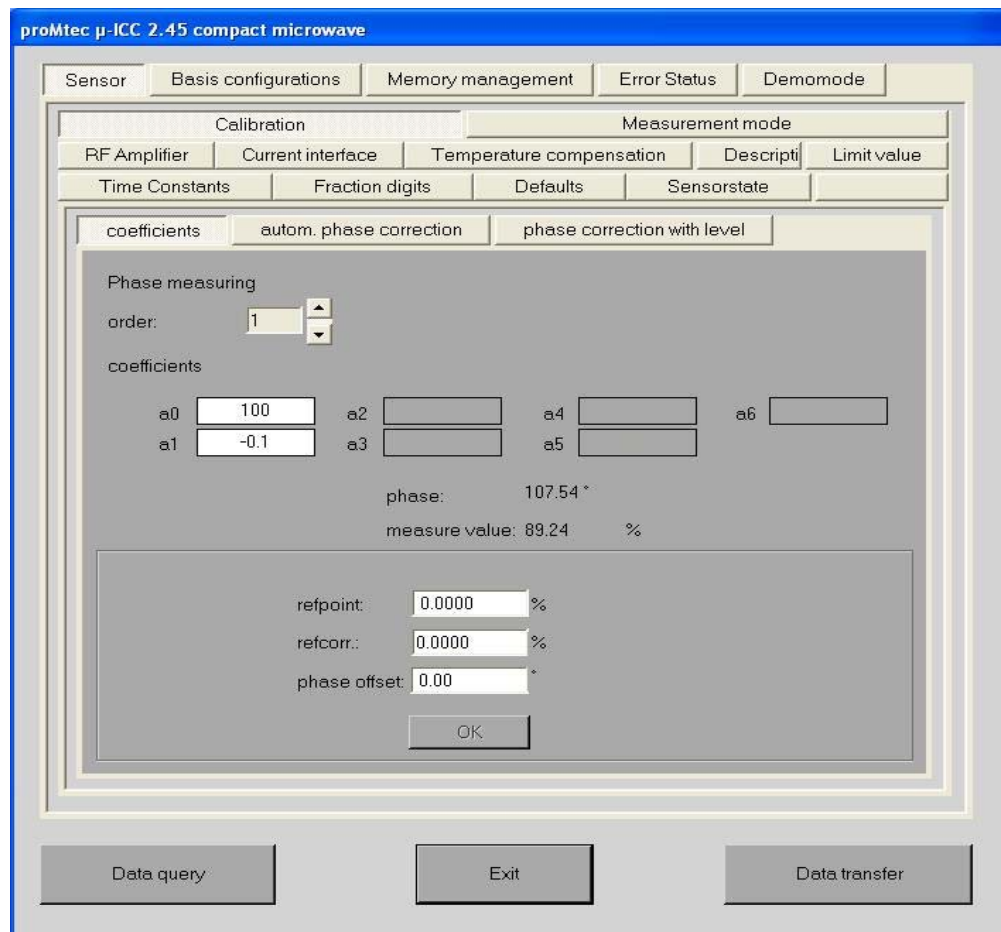 proMtec µ-ICC 2.45 compact microwave
Sensor Basis configurations Memory management Error Status Demomode
Calibration Measurement mode
RF Amplifier Current interface Temperature compensation Descripti Limit value
Time Constants Fraction digits Defaults Sensorstate
coefficients autom. phase correction phase correction with level
Phase measuring
order: 1
coefficients
a0 100 a2 a4 a6
a1 -0.1 a3 a5
phase: 107.54 °
measure value: 89.24 %
refpoint: 0.0000 %
refcorr.: 0.0000 %
phase offset: 0.00 °
OK
Data query Exit Data transfer